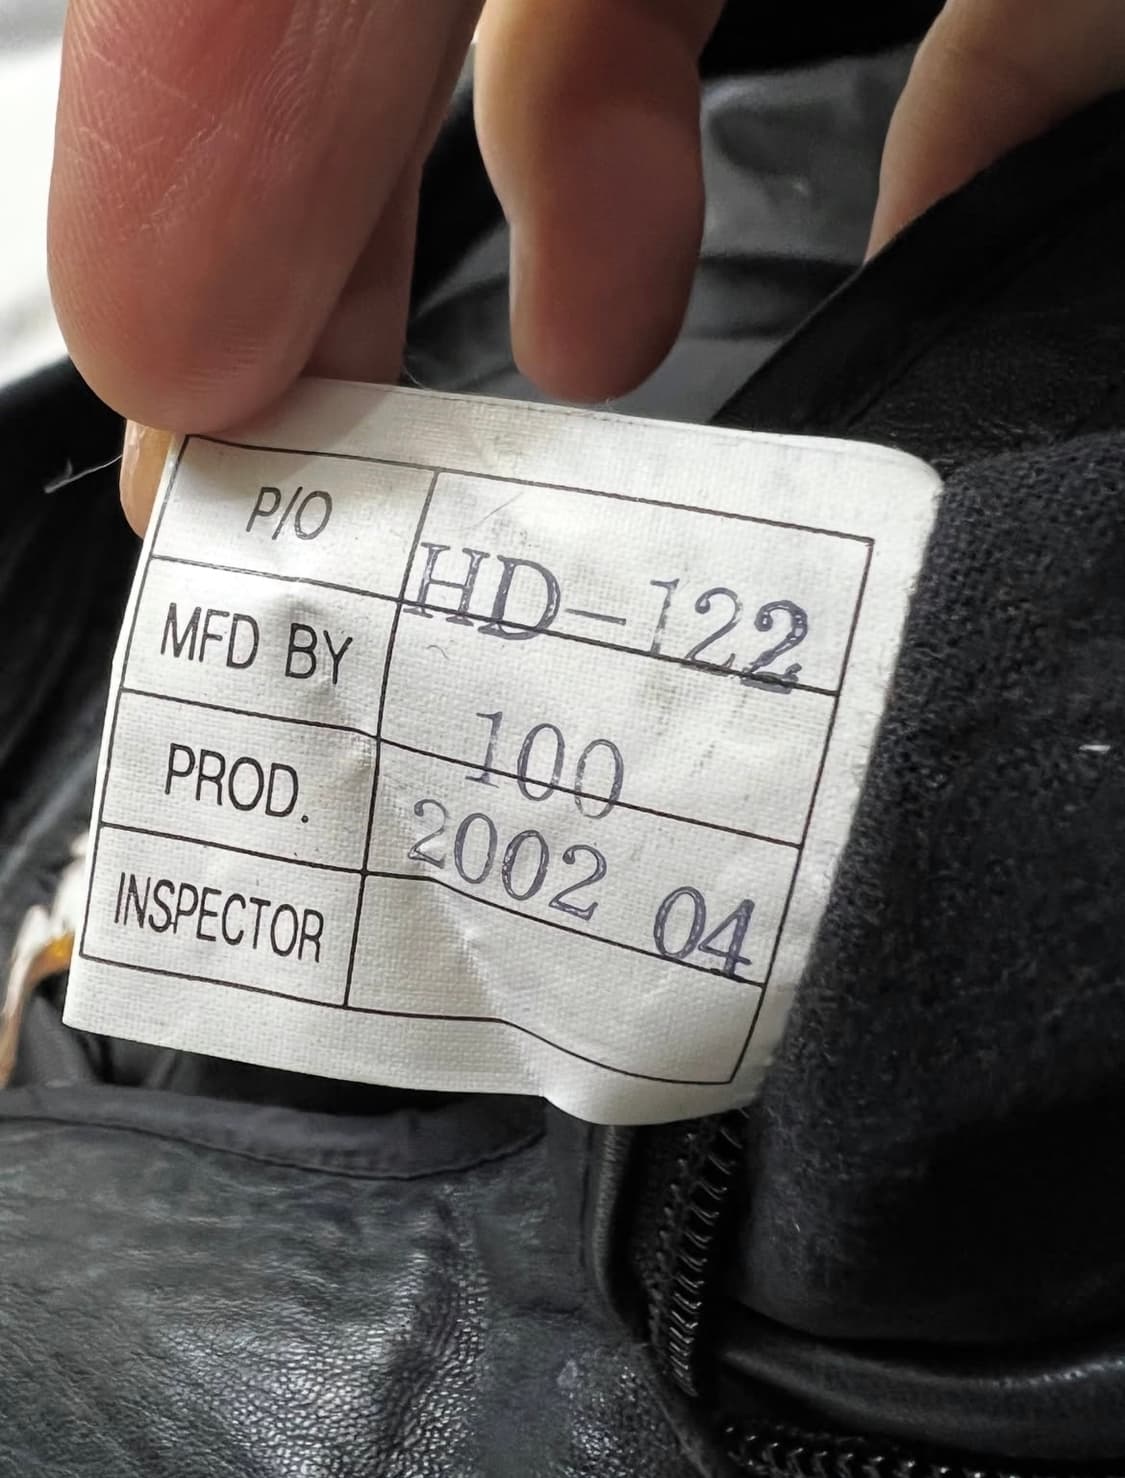 P/O HD-122
MFD BY 100
PROD. 2002 04
INSPECTOR